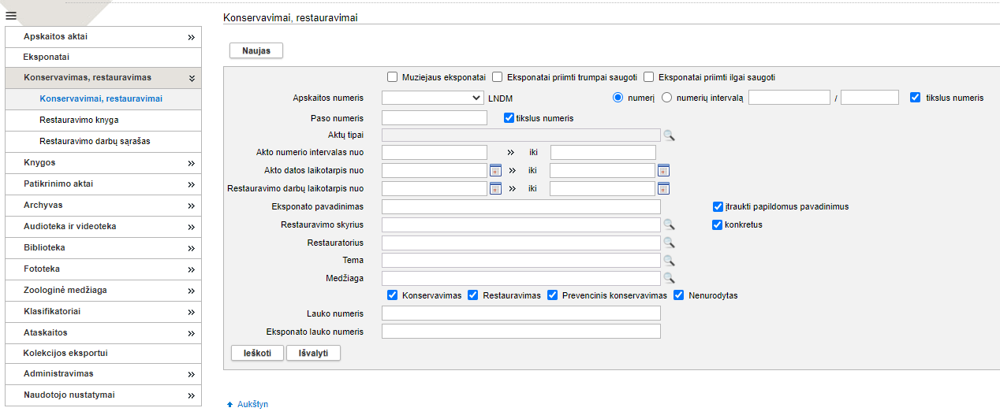 Apskaitos aktai
Eksponatai
Konservavimas, restauravimas
Konservavimai, restauravimai
Restauravimo knyga
Restauravimo darbų sąrašas
Knygos
Patikrinimo aktai
Archyvas
Audioteka ir videoteka
Biblioteka
Fototeka
Zoologinė medžiaga
Klasifikatoriai
Ataskaitos
Kolekcijos eksportui
Administravimas
Naudotojo nustatymai
Konservavimai, restauravimai
Naujas
Muziejaus eksponatai Eksponatai priimti trumpai saugoti Eksponatai priimti ilgai saugoti
Apskaitos numeris LNDM numerį numerių intervalą / tikslus numeris
Paso numeris tikslus numeris
Aktų tipai
Akto numerio intervalas nuo » iki
Akto datos laikotarpis nuo » iki
Restauravimo darbų laikotarpis nuo » iki
Eksponato pavadinimas įtraukti papildomus pavadinimus
Restauravimo skyrius konkretus
Restauratorius
Tema
Medžiaga
Konservavimas Restauravimas Prevencinis konservavimas Nenurodytas
Lauko numeris
Eksponato lauko numeris
Ieškoti Išvalyti
Aukštyn